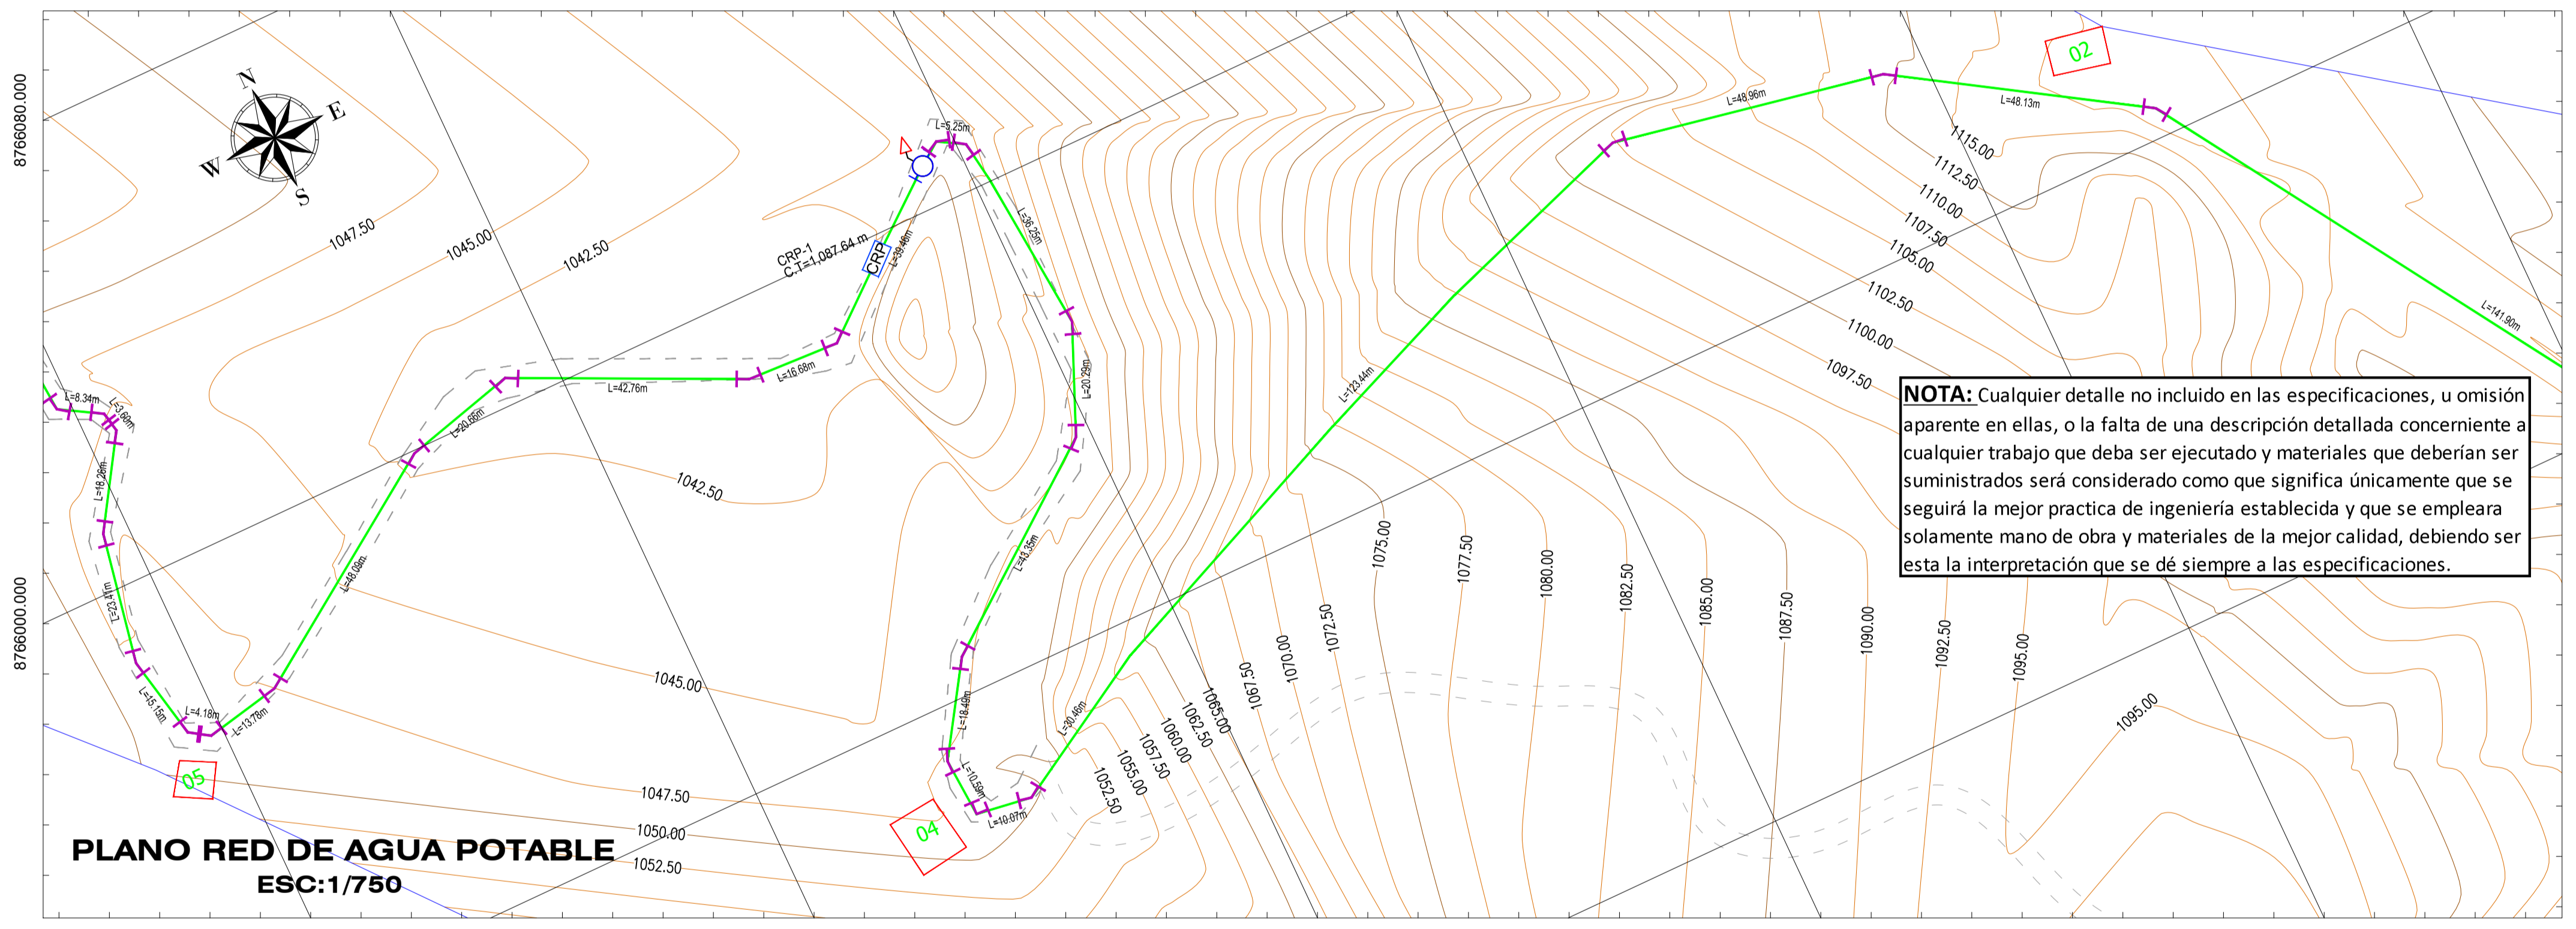 8766080.000
8766000.000
N
E
W
S
1047.50
1045.00
1042.50
CRP-1
C.T=1,087.64 m
CRP
L=39.46m
L=5.25m
L=36.25m
L=20.29m
L=43.35m
L=18.49m
L=10.59m
L=10.07m
L=30.46m
L=123.44m
L=48.96m
L=48.13m
L=141.90m
02
1115.00
1112.50
1110.00
1107.50
1105.00
1102.50
1100.00
1097.50
NOTA: Cualquier detalle no incluido en las especificaciones, u omisión
aparente en ellas, o la falta de una descripción detallada concerniente a
cualquier trabajo que deba ser ejecutado y materiales que deberían ser
suministrados será considerado como que significa únicamente que se
seguirá la mejor practica de ingeniería establecida y que se empleara
solamente mano de obra y materiales de la mejor calidad, debiendo ser
esta la interpretación que se dé siempre a las especificaciones.
L=8.34m
L=3.60m
L=18.26m
L=23.41m
L=15.15m
L=4.18m
L=13.78m
L=48.09m
L=20.66m
L=42.76m
L=16.68m
1042.50
1045.00
1047.50
1050.00
1052.50
05
04
1052.50
1055.00
1057.50
1060.00
1062.50
1065.00
1067.50
1070.00
1072.50
1075.00
1077.50
1080.00
1082.50
1085.00
1087.50
1090.00
1092.50
1095.00
1095.00
PLANO RED DE AGUA POTABLE
ESC:1/750